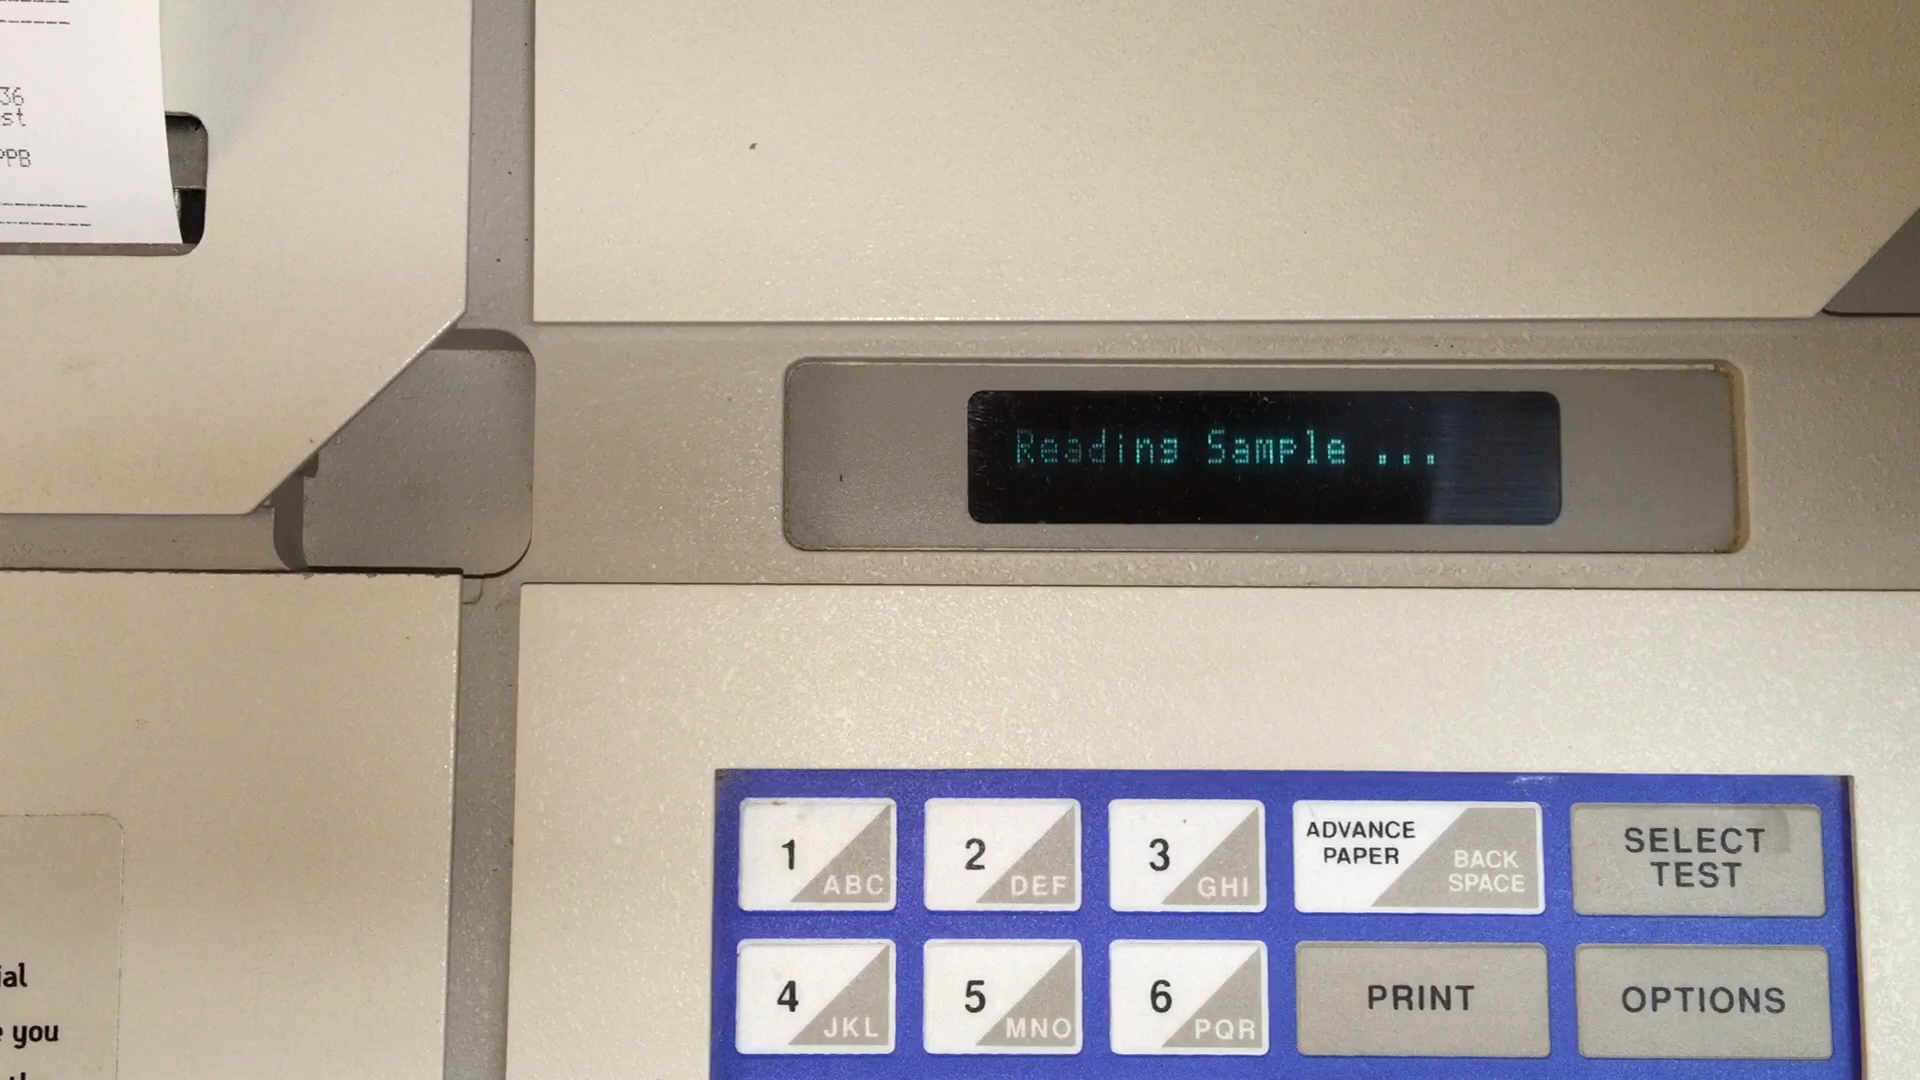 36
st
PPB
Reading Sample ...
1 ABC
2 DEF
3 GHI
ADVANCE
PAPER
BACK
SPACE
SELECT
TEST
4 JKL
5 MNO
6 PQR
PRINT
OPTIONS
ial
e you